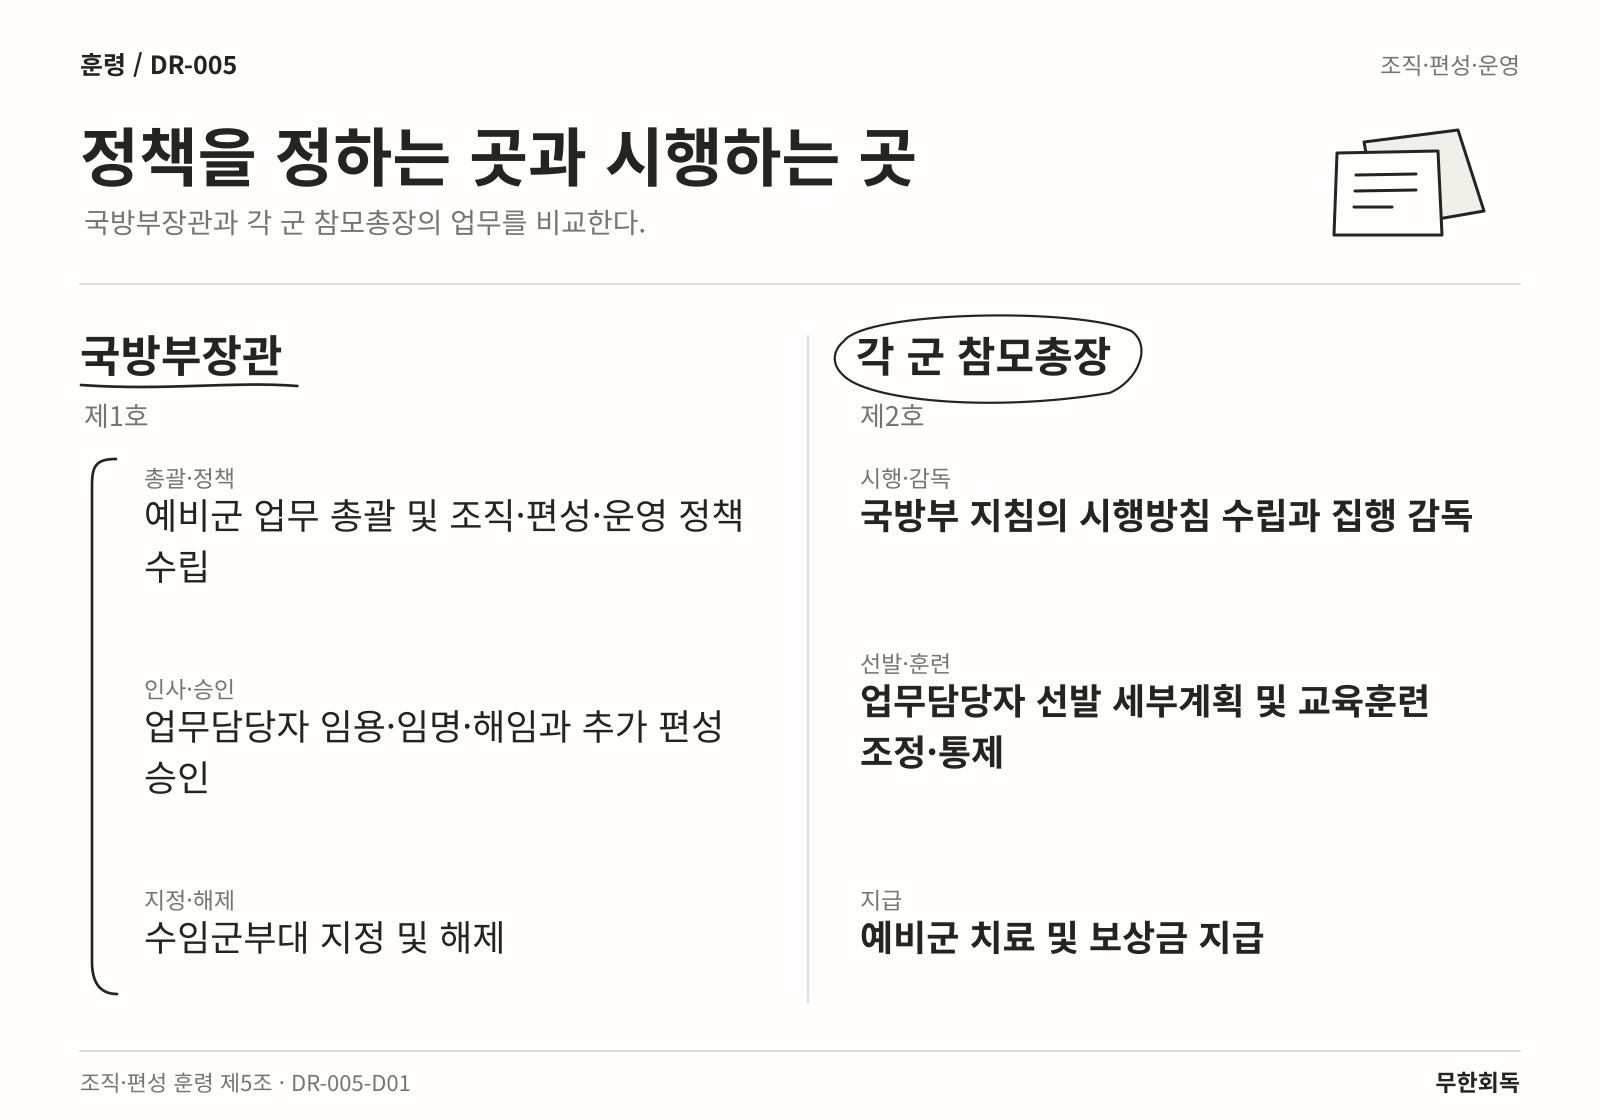 훈령 / DR-005
조직·편성·운영
정책을 정하는 곳과 시행하는 곳
국방부장관과 각 군 참모총장의 업무를 비교한다.
국방부장관
제1호
총괄·정책
예비군 업무 총괄 및 조직·편성·운영 정책
수립
인사·승인
업무담당자 임용·임명·해임과 추가 편성
승인
지정·해제
수임군부대 지정 및 해제
각 군 참모총장
제2호
시행·감독
국방부 지침의 시행방침 수립과 집행 감독
선발·훈련
업무담당자 선발 세부계획 및 교육훈련
조정·통제
지급
예비군 치료 및 보상금 지급
조직·편성 훈령 제5조 · DR-005-D01
무한회독